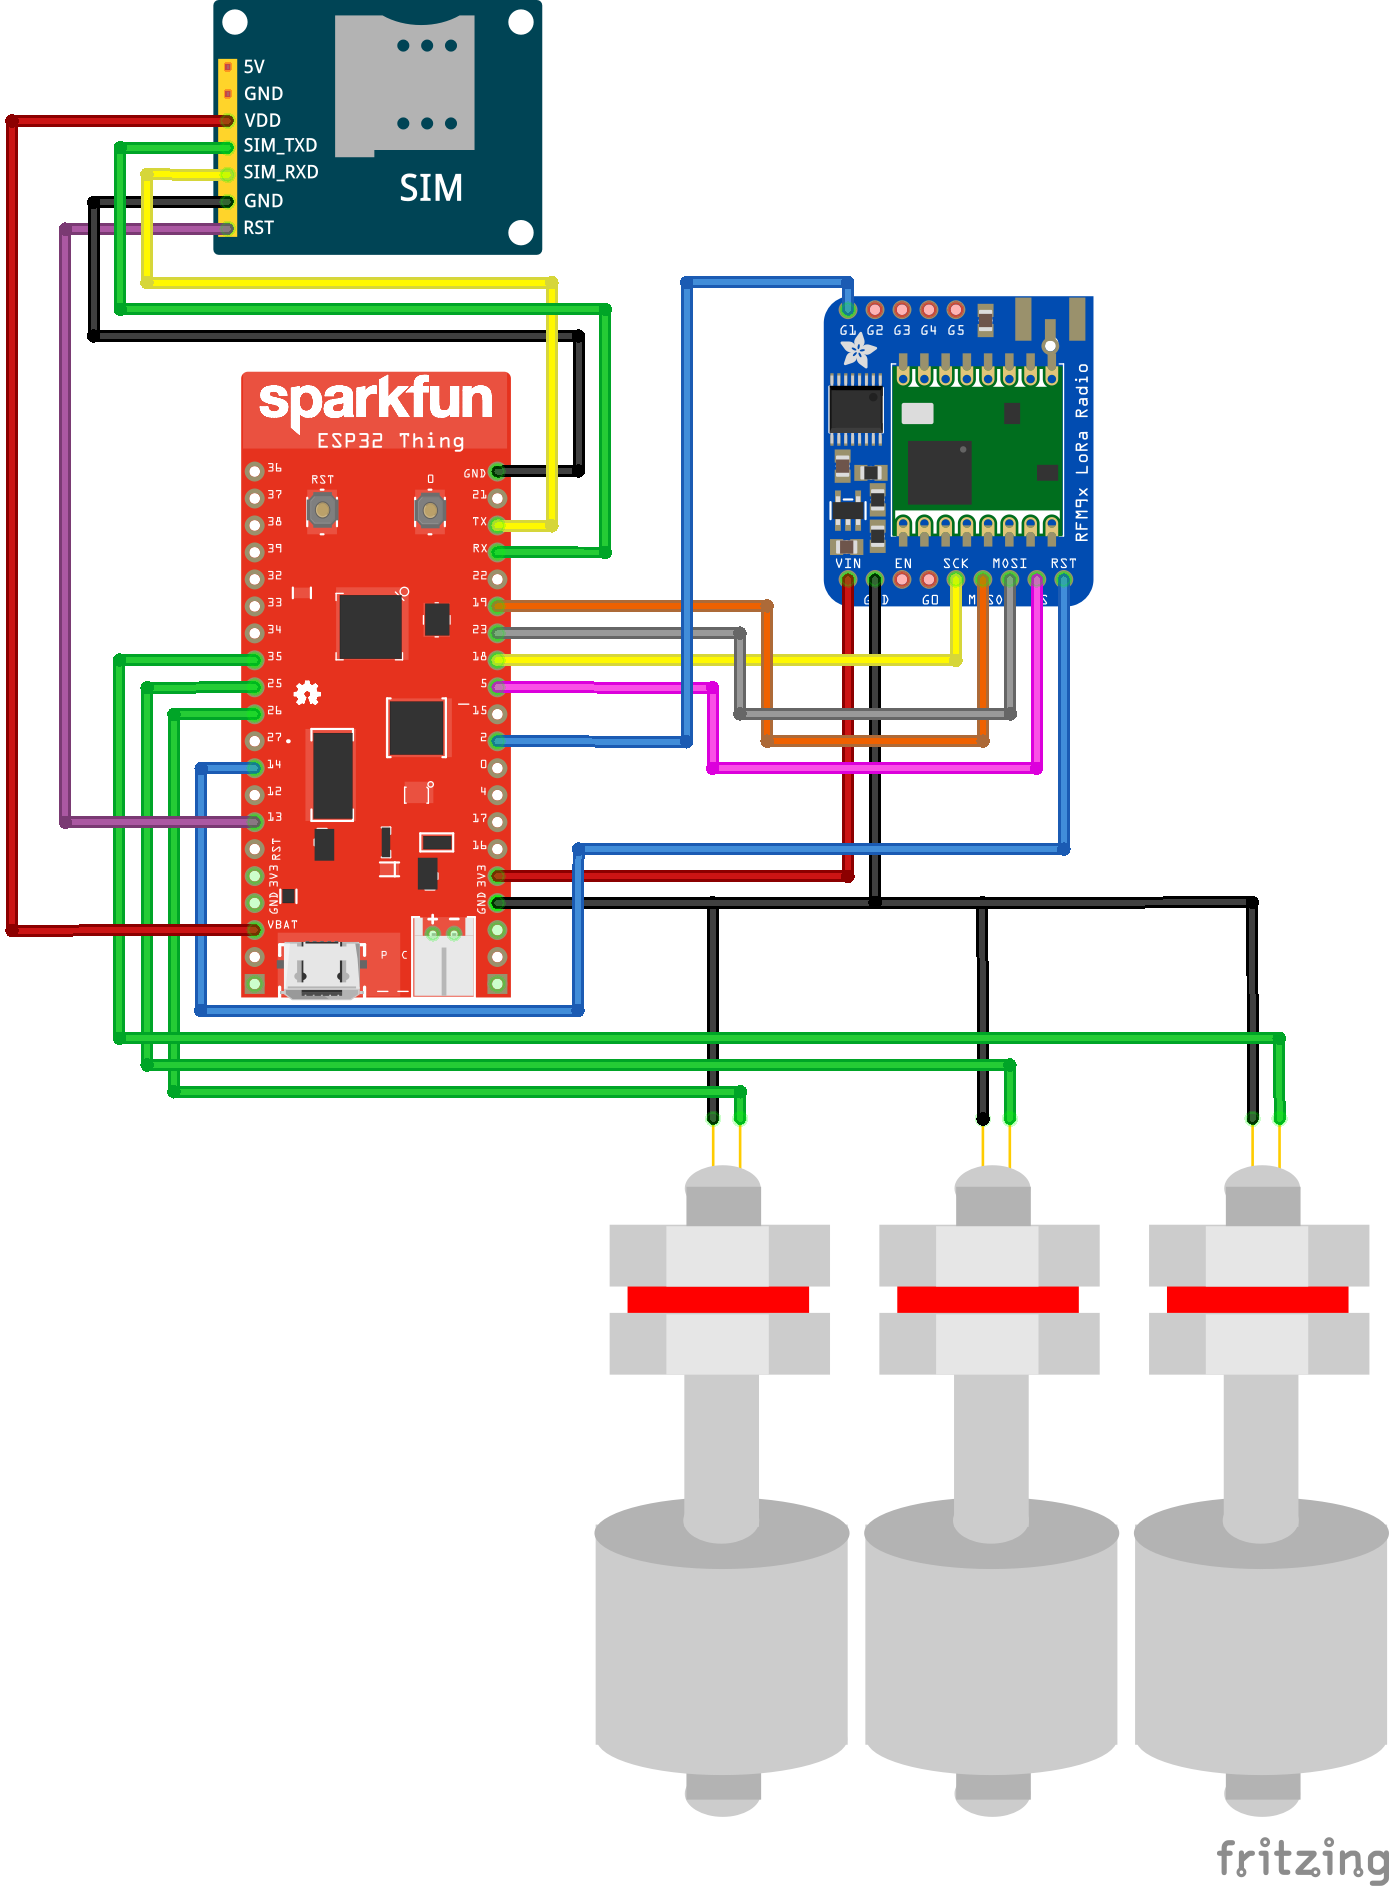 5V
GND
VDD
SIM_TXD
SIM_RXD
GND
RST
SIM
sparkfun
ESP32 Thing
36
37
38
39
32
33
34
35
25
26
27
14
12
13
RST
3V3
GND
VBAT
RST
0
GND
21
TX
RX
22
19
23
18
5
15
2
0
4
17
16
3V3
GND
+ -
P C
G1 G2 G3 G4 G5
RFM9x LoRa Radio
VIN EN SCK MOSI RST
G0
fritzing